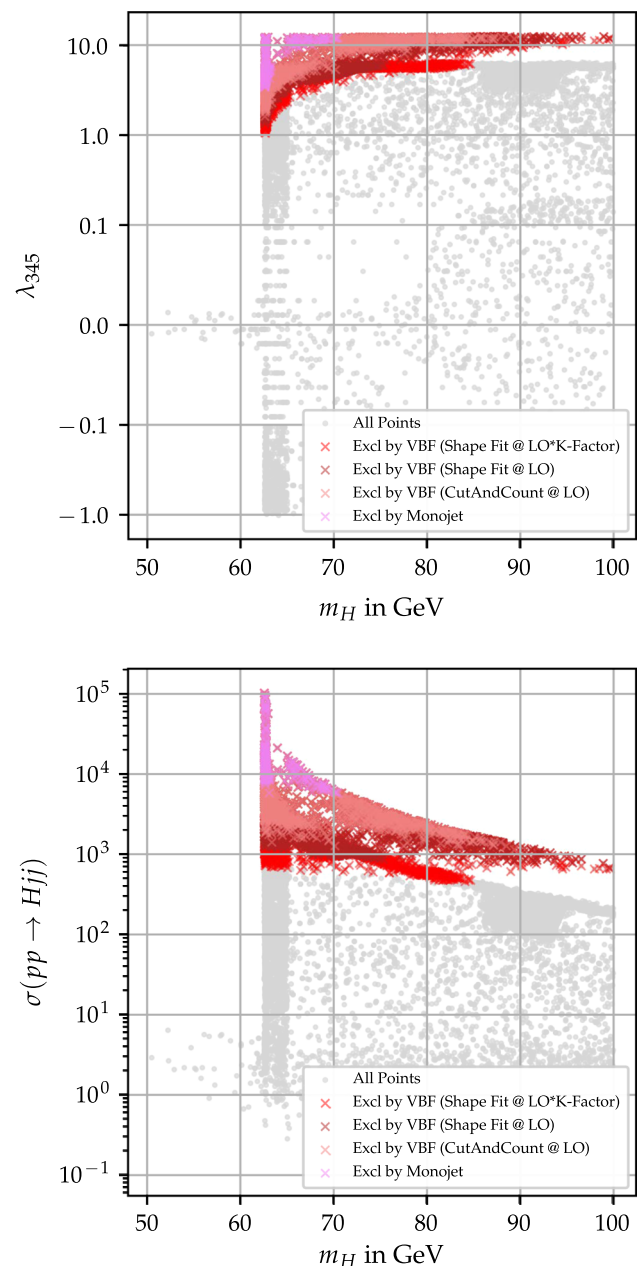 10.0
1.0
0.1
0.0
−0.1
−1.0
λ345
All Points
Excl by VBF (Shape Fit @ LO*K-Factor)
Excl by VBF (Shape Fit @ LO)
Excl by VBF (CutAndCount @ LO)
Excl by Monojet
50 60 70 80 90 100
m_H in GeV
10^5
10^4
10^3
10^2
10^1
10^0
10^−1
σ(pp → Hjj)
All Points
Excl by VBF (Shape Fit @ LO*K-Factor)
Excl by VBF (Shape Fit @ LO)
Excl by VBF (CutAndCount @ LO)
Excl by Monojet
50 60 70 80 90 100
m_H in GeV